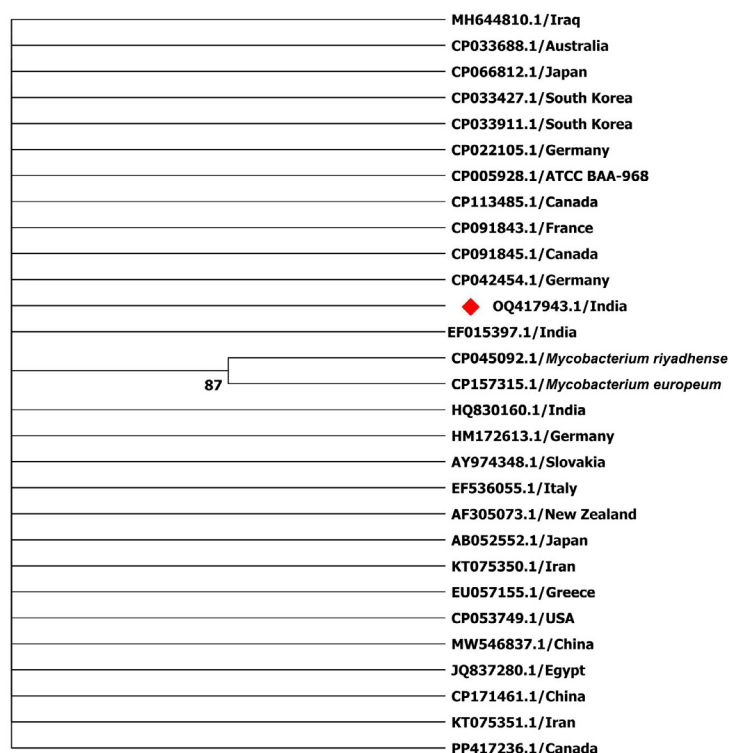 MH644810.1/Iraq
CP033688.1/Australia
CP066812.1/Japan
CP033427.1/South Korea
CP033911.1/South Korea
CP022105.1/Germany
CP005928.1/ATCC BAA-968
CP113485.1/Canada
CP091843.1/France
CP091845.1/Canada
CP042454.1/Germany
OQ417943.1/India
EF015397.1/India
CP045092.1/Mycobacterium riyadhense
87
CP157315.1/Mycobacterium europeum
HQ830160.1/India
HM172613.1/Germany
AY974348.1/Slovakia
EF536055.1/Italy
AF305073.1/New Zealand
AB052552.1/Japan
KT075350.1/Iran
EU057155.1/Greece
CP053749.1/USA
MW546837.1/China
JQ837280.1/Egypt
CP171461.1/China
KT075351.1/Iran
PP417236.1/Canada